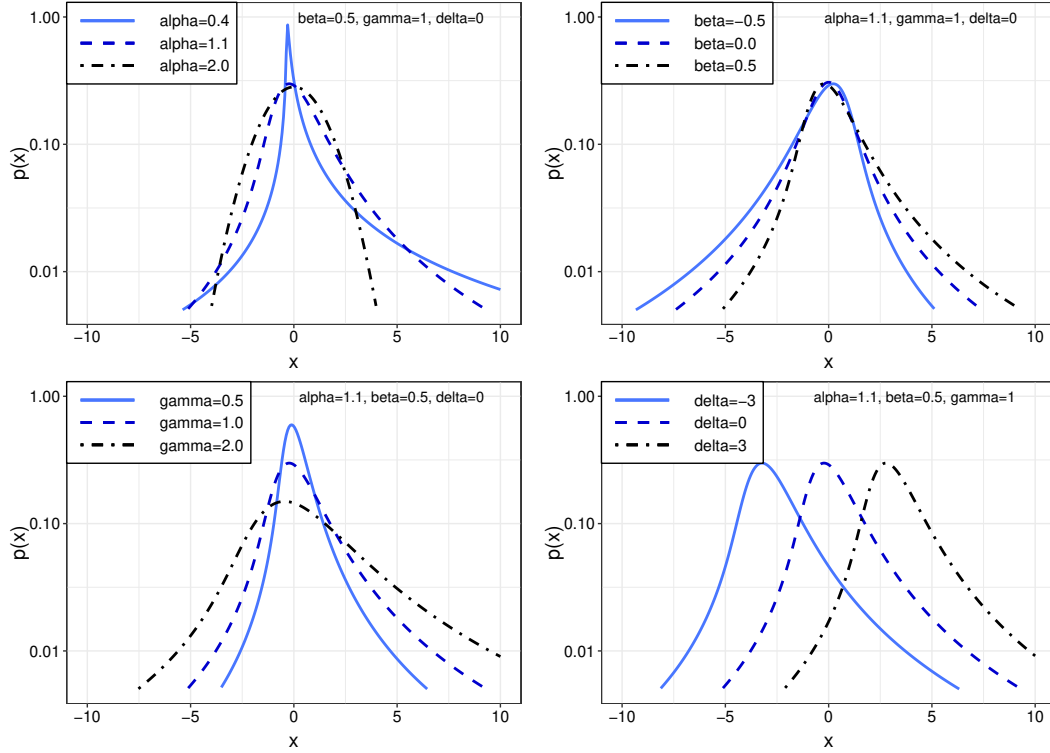 beta=0.5, gamma=1, delta=0
alpha=0.4
alpha=1.1
alpha=2.0
1.00
0.10
0.01
p(x)
−10
−5
0
5
10
x
alpha=1.1, gamma=1, delta=0
beta=−0.5
beta=0.0
beta=0.5
1.00
0.10
0.01
p(x)
−10
−5
0
5
10
x
alpha=1.1, beta=0.5, delta=0
gamma=0.5
gamma=1.0
gamma=2.0
1.00
0.10
0.01
p(x)
−10
−5
0
5
10
x
alpha=1.1, beta=0.5, gamma=1
delta=−3
delta=0
delta=3
1.00
0.10
0.01
p(x)
−10
−5
0
5
10
x